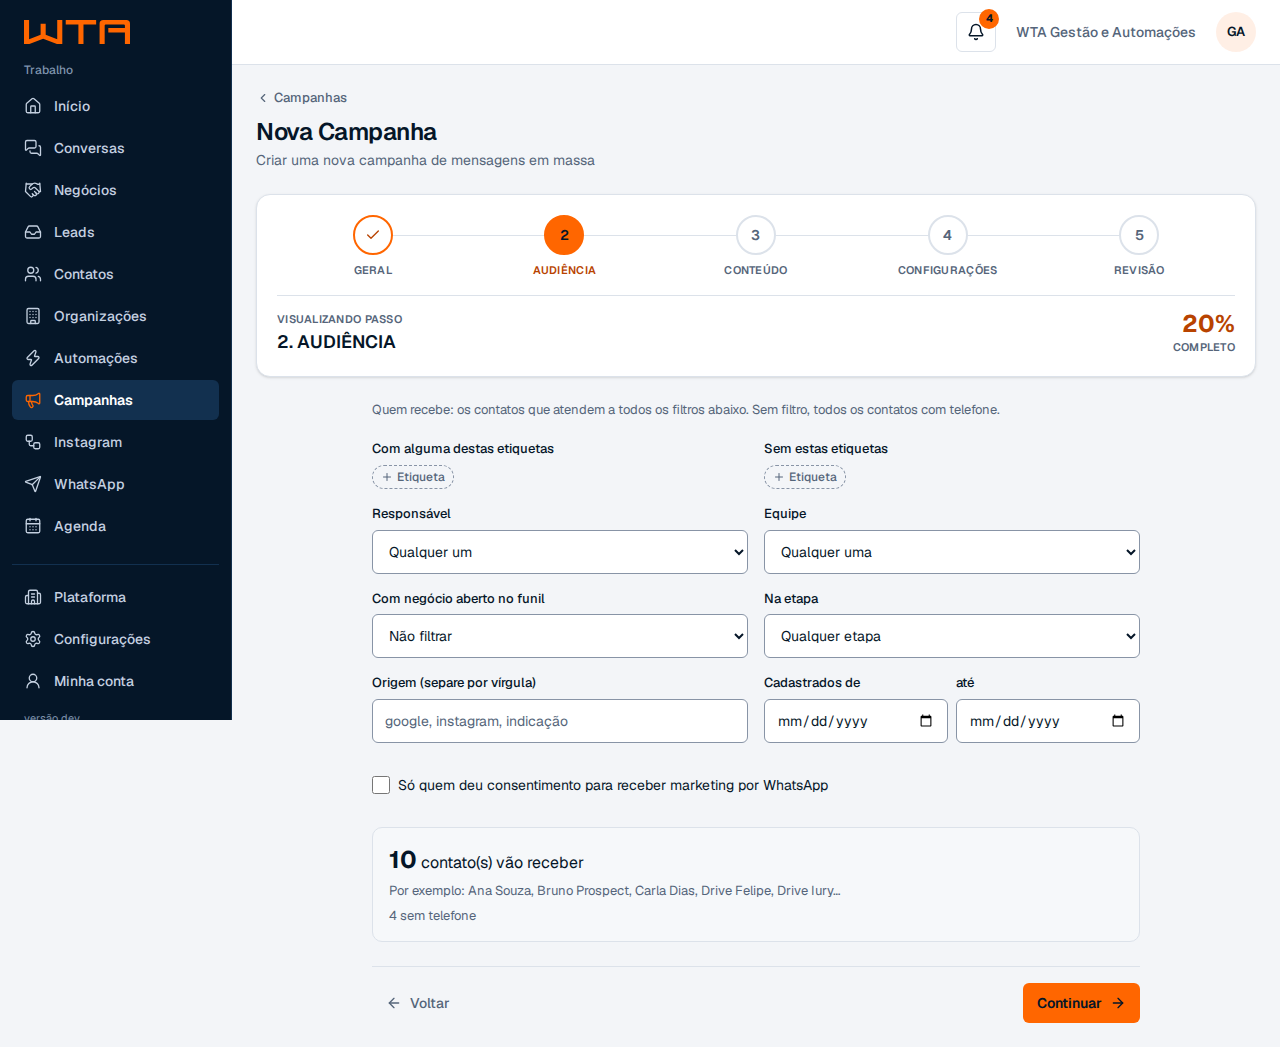 WTA
4
WTA Gestão e Automações
GA
Trabalho
Início
Conversas
Negócios
Leads
Contatos
Organizações
Automações
Campanhas
Instagram
WhatsApp
Agenda
Plataforma
Configurações
Minha conta
versão dev
Campanhas
Nova Campanha
Criar uma nova campanha de mensagens em massa
2
3
4
5
GERAL
AUDIÊNCIA
CONTEÚDO
CONFIGURAÇÕES
REVISÃO
VISUALIZANDO PASSO
2. AUDIÊNCIA
20%
COMPLETO
Quem recebe: os contatos que atendem a todos os filtros abaixo. Sem filtro, todos os contatos com telefone.
Com alguma destas etiquetas
Sem estas etiquetas
+ Etiqueta
+ Etiqueta
Responsável
Equipe
Qualquer um
Qualquer uma
Com negócio aberto no funil
Na etapa
Não filtrar
Qualquer etapa
Origem (separe por vírgula)
Cadastrados de
até
google, instagram, indicação
mm/dd/yyyy
mm/dd/yyyy
Só quem deu consentimento para receber marketing por WhatsApp
10 contato(s) vão receber
Por exemplo: Ana Souza, Bruno Prospect, Carla Dias, Drive Felipe, Drive Iury…
4 sem telefone
Voltar
Continuar